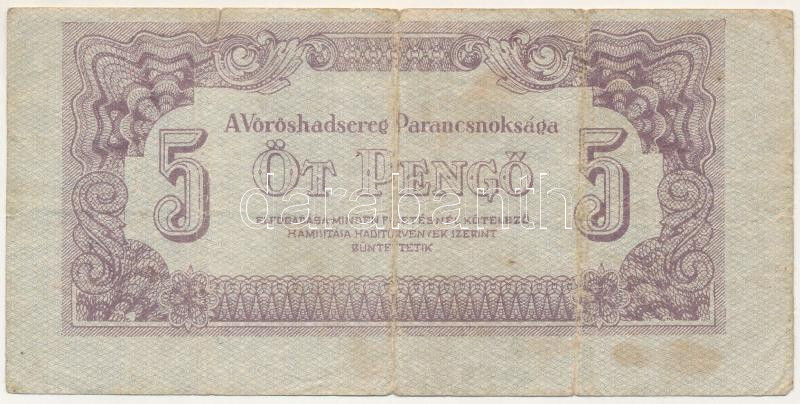 A Vöröshadsereg Parancsnoksága
5 ÖT PENGŐ 5
ELFOGADÁSA MINDEN FIZETÉSNÉL KÖTELEZŐ,
HAMISITÁSA HADITÖRVÉNYEK SZERINT
BÜNTETTETIK
darabanth